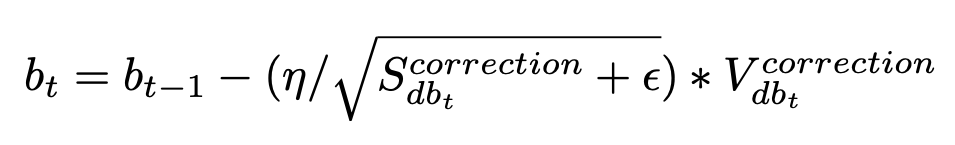 b_t = b_{t-1} - (η/√(S_{db_t}^{correction} + ϵ)) * V_{db_t}^{correction}